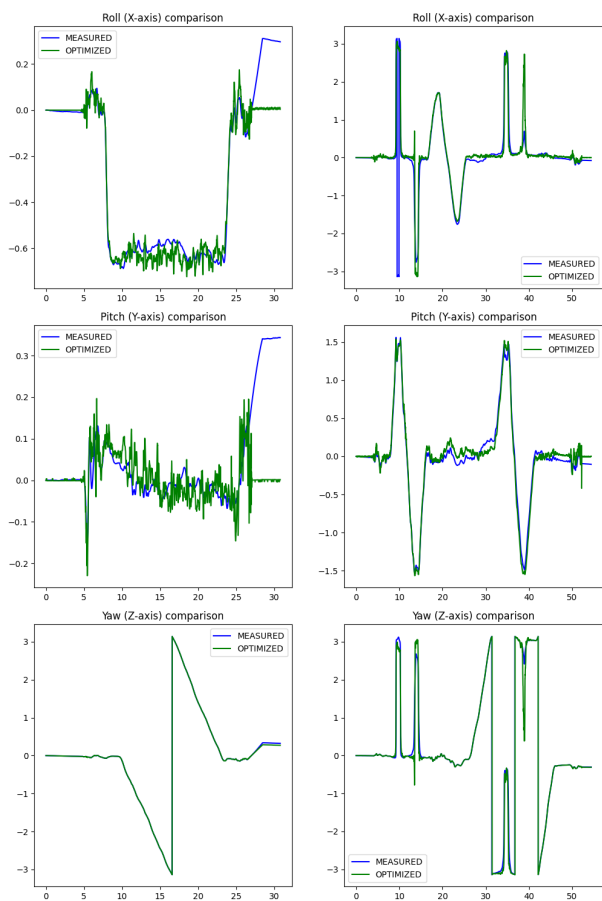 Roll (X-axis) comparison
MEASURED
OPTIMIZED
0.2
0.0
−0.2
−0.4
−0.6
0 5 10 15 20 25 30
Roll (X-axis) comparison
3
2
1
0
−1
−2
−3
MEASURED
OPTIMIZED
0 10 20 30 40 50
Pitch (Y-axis) comparison
MEASURED
OPTIMIZED
0.3
0.2
0.1
0.0
−0.1
−0.2
0 5 10 15 20 25 30
Pitch (Y-axis) comparison
MEASURED
OPTIMIZED
1.5
1.0
0.5
0.0
−0.5
−1.0
−1.5
0 10 20 30 40 50
Yaw (Z-axis) comparison
MEASURED
OPTIMIZED
3
2
1
0
−1
−2
−3
0 5 10 15 20 25 30
Yaw (Z-axis) comparison
3
2
1
0
−1
−2
−3
MEASURED
OPTIMIZED
0 10 20 30 40 50